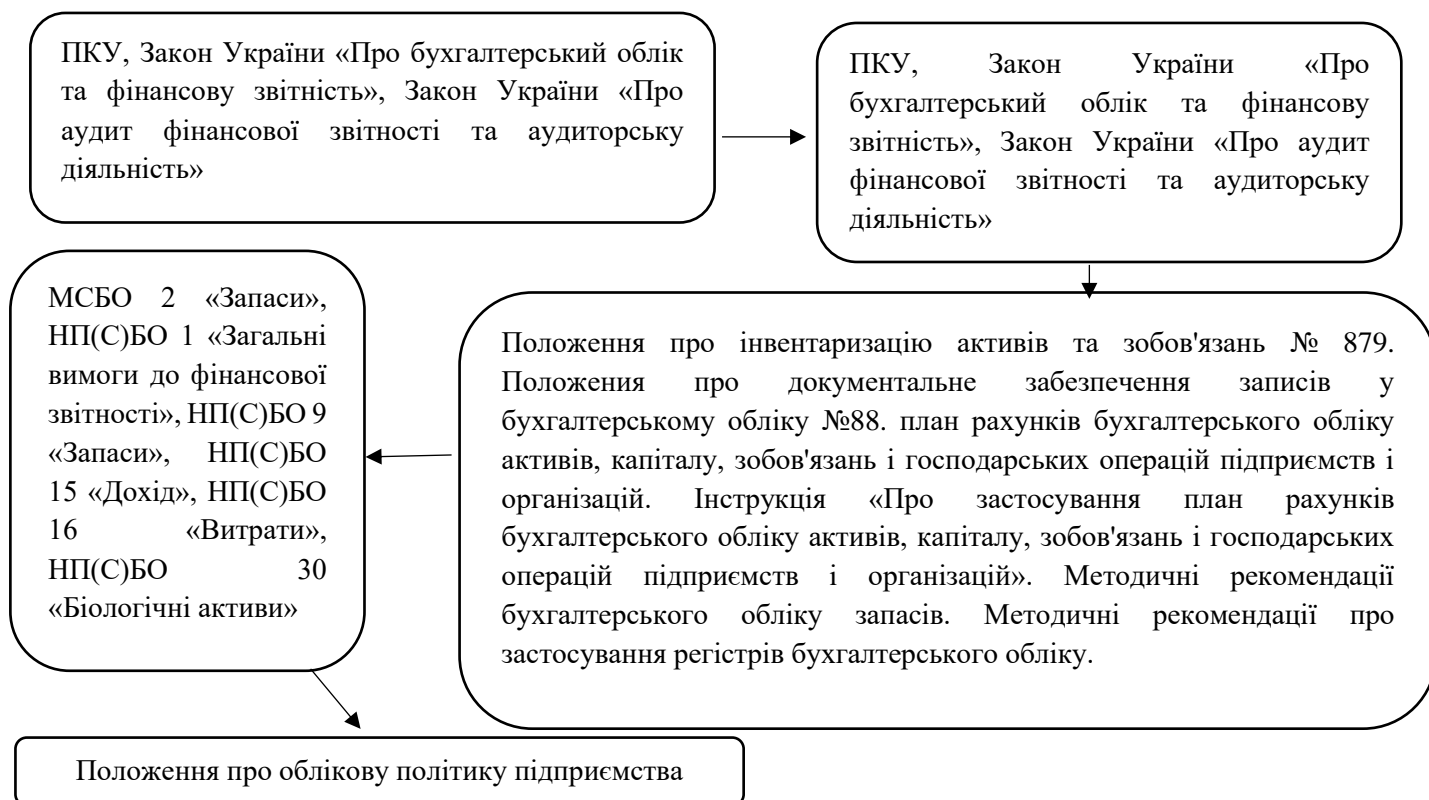 ПКУ, Закон України «Про бухгалтерський облік
та фінансову звітність», Закон України «Про
аудит фінансової звітності та аудиторську
діяльність»
ПКУ, Закон України «Про
бухгалтерський облік та фінансову
звітність», Закон України «Про аудит
фінансової звітності та аудиторську
діяльність»
Положення про інвентаризацію активів та зобов'язань № 879.
Положения про документальне забезпечення записів у
бухгалтерському обліку №88. план рахунків бухгалтерського обліку
активів, капіталу, зобов'язань і господарських операцій підприємств і
організацій. Інструкція «Про застосування план рахунків
бухгалтерського обліку активів, капіталу, зобов'язань і господарських
операцій підприємств і організацій». Методичні рекомендації
бухгалтерського обліку запасів. Методичні рекомендації про
застосування регістрів бухгалтерського обліку.
МСБО 2 «Запаси»,
НП(С)БО 1 «Загальні
вимоги до фінансової
звітності», НП(С)БО 9
«Запаси», НП(С)БО
15 «Дохід», НП(С)БО
16 «Витрати»,
НП(С)БО 30
«Біологічні активи»
Положення про облікову політику підприємства